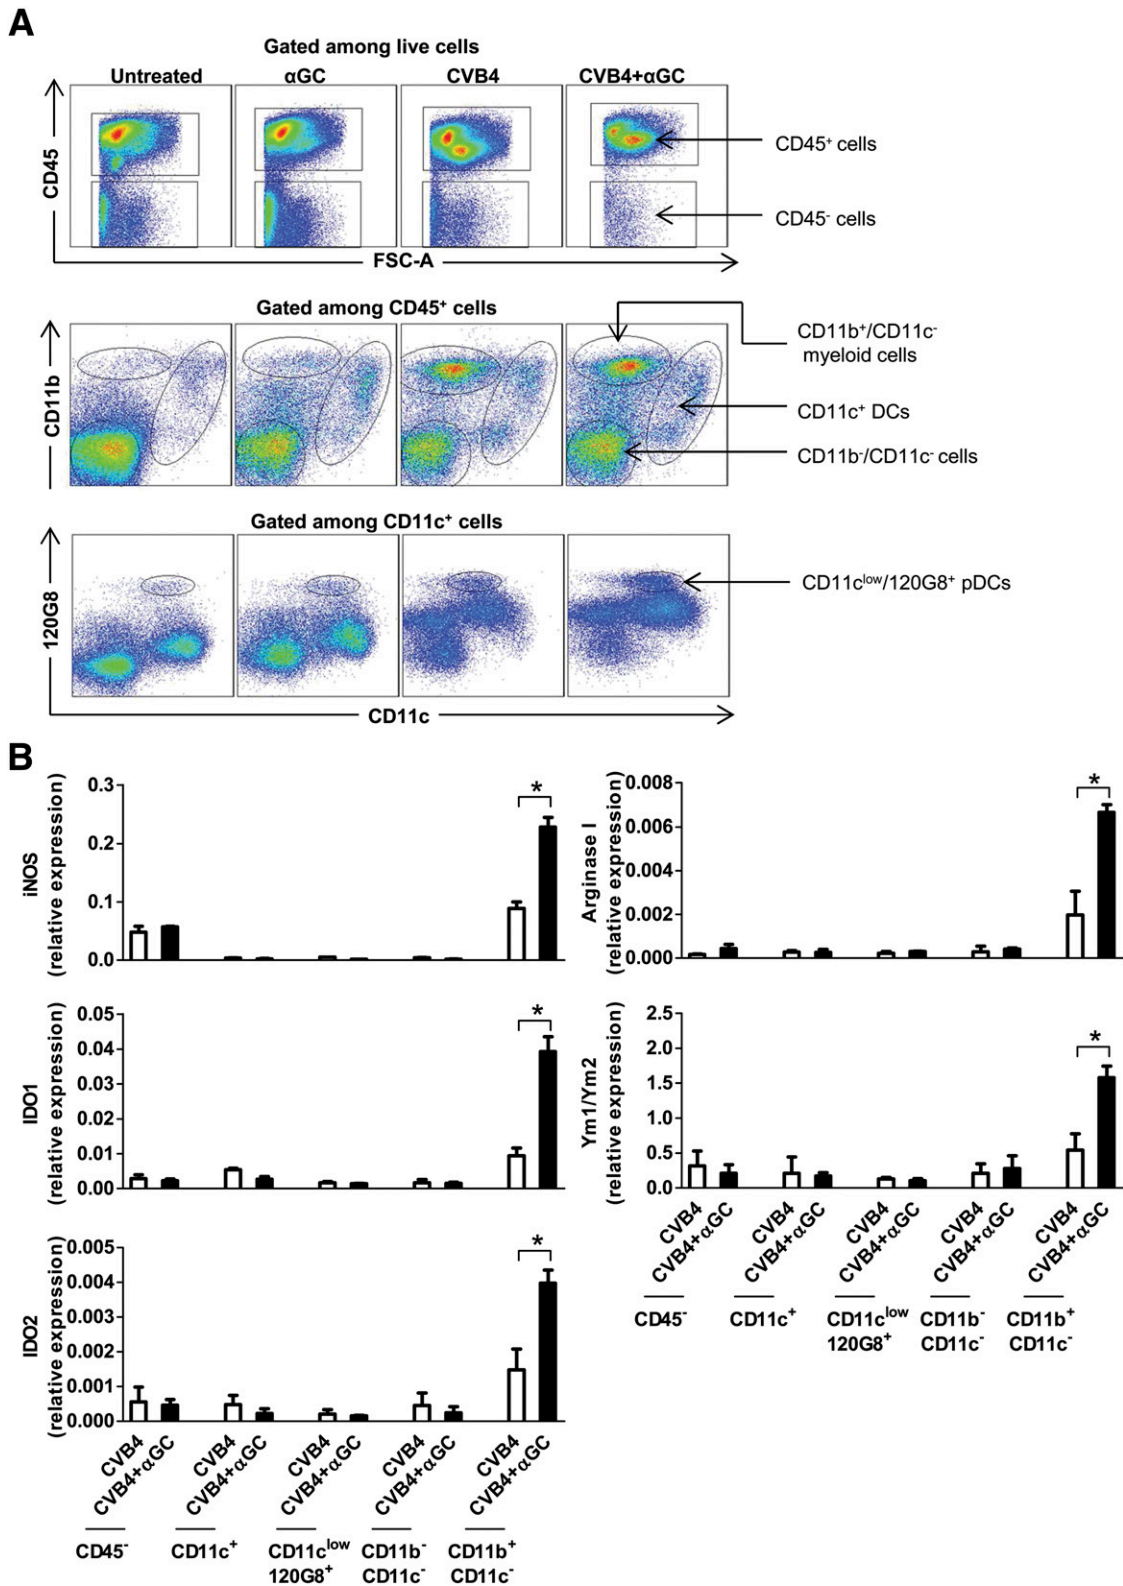 A
Gated among live cells
Untreated αGC CVB4 CVB4+αGC
CD45
CD45⁺ cells
CD45⁻ cells
FSC-A
Gated among CD45⁺ cells
CD11b
CD11b⁺/CD11c⁻
myeloid cells
CD11c⁺ DCs
CD11b⁻/CD11c⁻ cells
Gated among CD11c⁺ cells
120G8
CD11c^low/120G8⁺ pDCs
CD11c
B
iNOS
(relative expression)
0.3
0.2
0.1
0.0
*
Arginase I
(relative expression)
0.008
0.006
0.004
0.002
0.000
*
IDO1
(relative expression)
0.05
0.04
0.03
0.02
0.01
0.00
*
Ym1/Ym2
(relative expression)
2.5
2.0
1.5
1.0
0.5
0.0
*
CVB4 CVB4+αGC CVB4 CVB4+αGC CVB4 CVB4+αGC CVB4 CVB4+αGC CVB4 CVB4+αGC
CD45⁻ CD11c⁺ CD11c^low CD11b⁻ CD11b⁺
120G8⁺ CD11c⁻ CD11c⁻
IDO2
(relative expression)
0.005
0.004
0.003
0.002
0.001
0.000
*
CVB4 CVB4+αGC CVB4 CVB4+αGC CVB4 CVB4+αGC CVB4 CVB4+αGC CVB4 CVB4+αGC
CD45⁻ CD11c⁺ CD11c^low CD11b⁻ CD11b⁺
120G8⁺ CD11c⁻ CD11c⁻